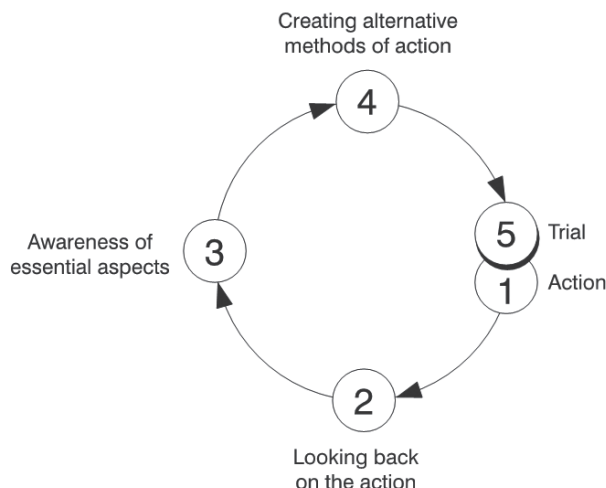 Creating alternative
methods of action
4
5
Trial
Awareness of
essential aspects
3
1
Action
2
Looking back
on the action